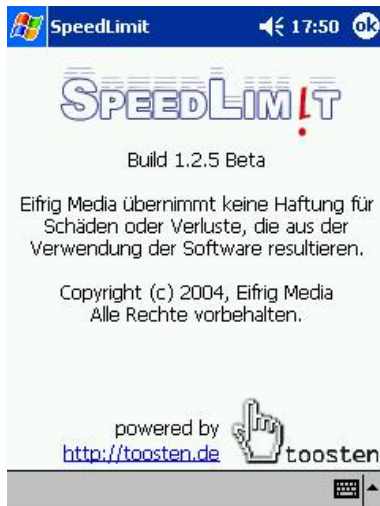 SpeedLimit 17:50 ok
SPEEDLIM!T
Build 1.2.5 Beta
Eifrig Media übernimmt keine Haftung für
Schäden oder Verluste, die aus der
Verwendung der Software resultieren.
Copyright (c) 2004, Eifrig Media
Alle Rechte vorbehalten.
powered by
http://toosten.de toosten